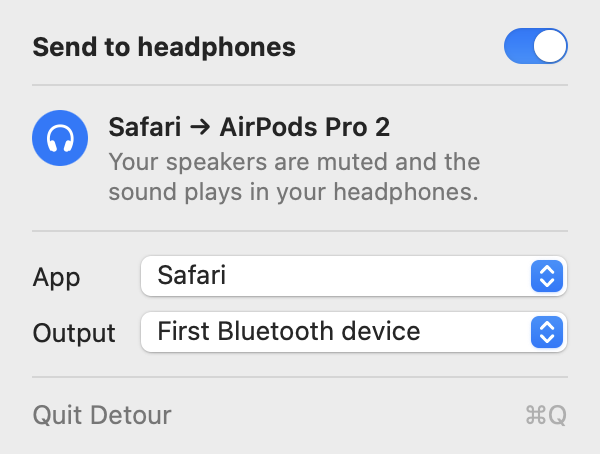 Send to headphones
Safari → AirPods Pro 2
Your speakers are muted and the
sound plays in your headphones.
App Safari
Output First Bluetooth device
Quit Detour ⌘Q